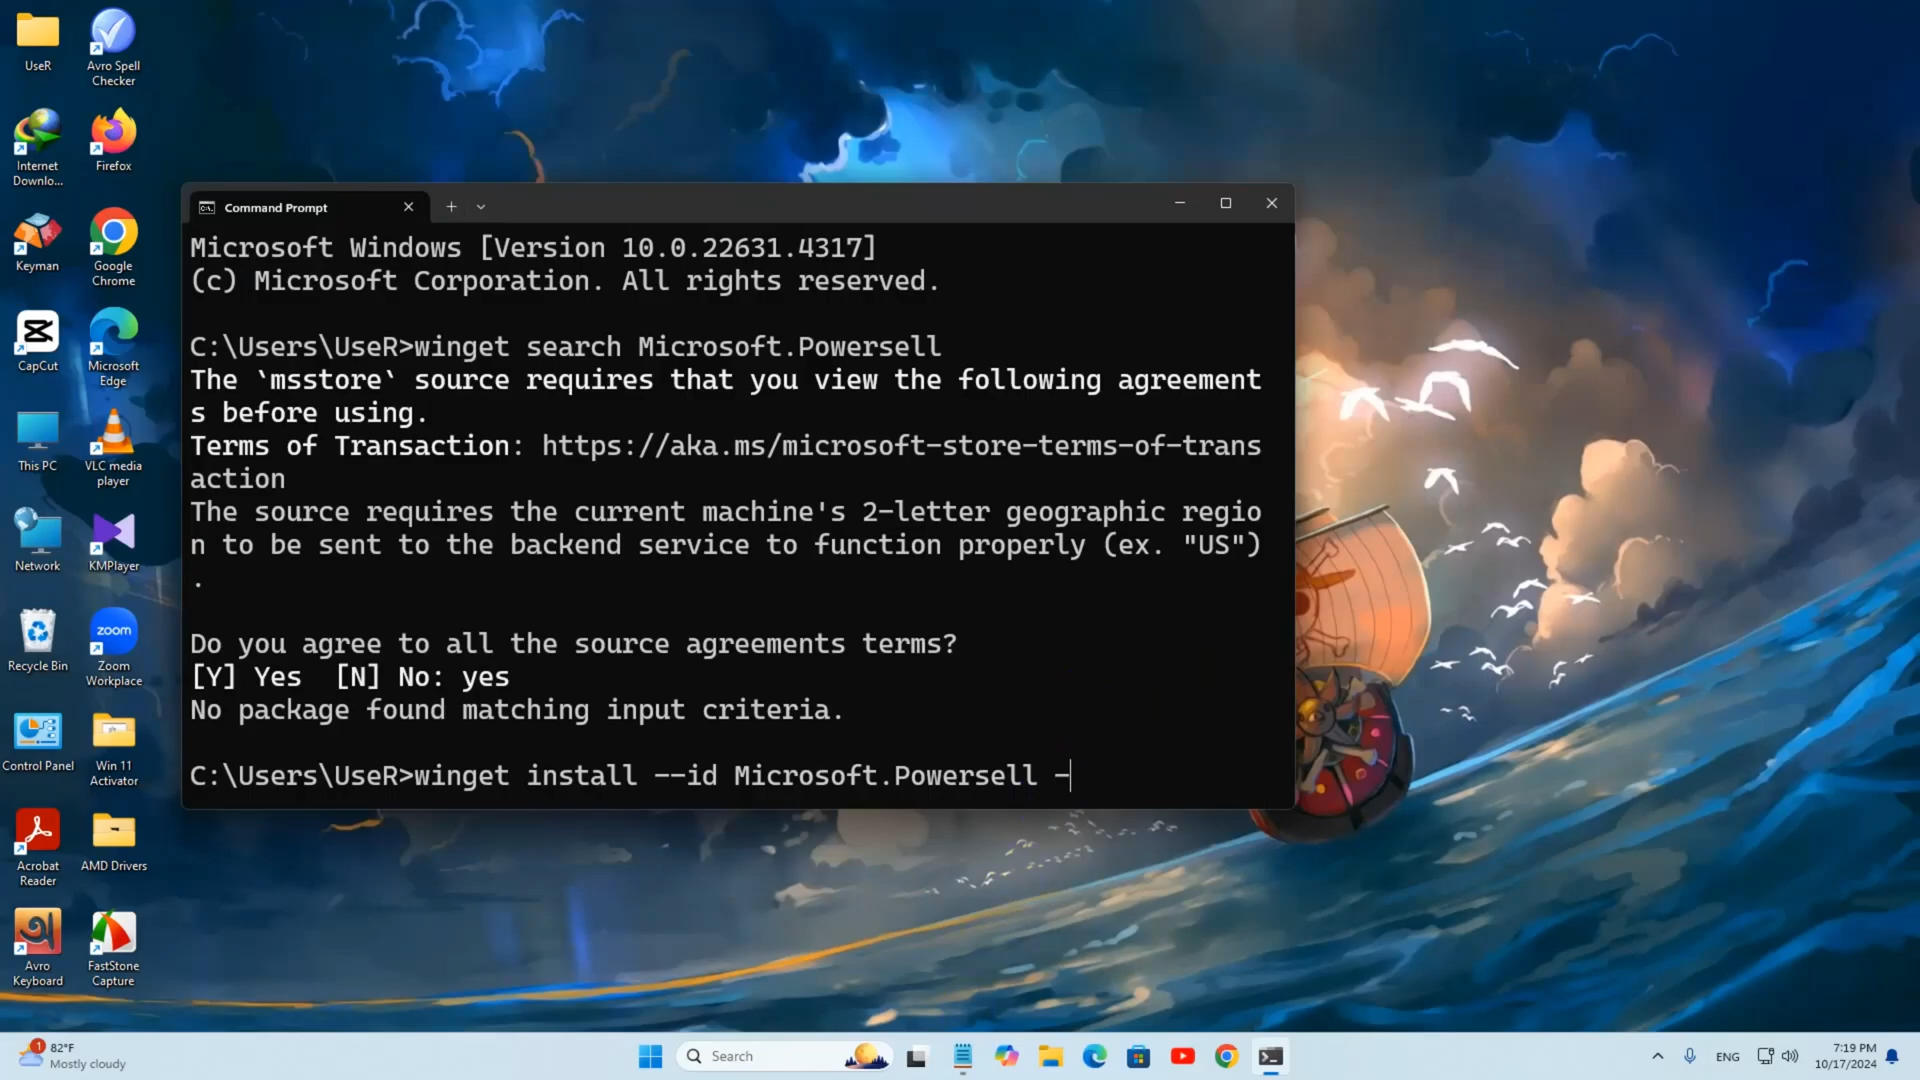 UseR
Avro Spell
Checker
Internet
Downlo...
Firefox
Keyman
Google
Chrome
CapCut
Microsoft
Edge
This PC
VLC media
player
Network
KMPlayer
Recycle Bin
zoom
Zoom
Workplace
Control Panel
Win 11
Activator
Acrobat
Reader
AMD Drivers
Avro
Keyboard
FastStone
Capture
Command Prompt
Microsoft Windows [Version 10.0.22631.4317]
(c) Microsoft Corporation. All rights reserved.
C:\Users\UseR>winget search Microsoft.Powersell
The `msstore` source requires that you view the following agreement
s before using.
Terms of Transaction: https://aka.ms/microsoft-store-terms-of-trans
action
The source requires the current machine's 2-letter geographic regio
n to be sent to the backend service to function properly (ex. "US")
.
Do you agree to all the source agreements terms?
[Y] Yes  [N] No: yes
No package found matching input criteria.
C:\Users\UseR>winget install --id Microsoft.Powersell -
1
82°F
Mostly cloudy
Search
ENG
7:19 PM
10/17/2024